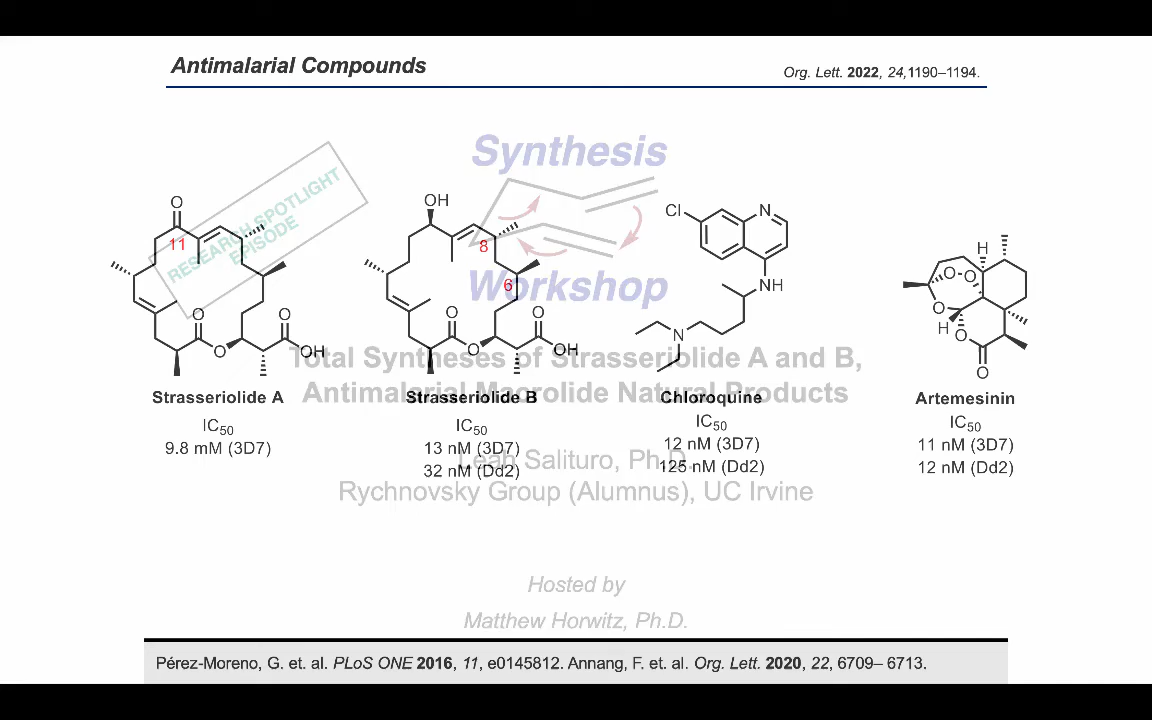 Antimalarial Compounds
Org. Lett. 2022, 24,1190–1194.
Synthesis
Workshop
RESEARCH SPOTLIGHT
EPISODE
O
11
O
O
O
OH
OH
8
6
O
O
O
OH
Cl
N
NH
N
H
O
O
O
H
O
O
Total Syntheses of Strasseriolide A and B,
Antimalarial Macrolide Natural Products
Strasseriolide A
IC50
9.8 mM (3D7)
Strasseriolide B
IC50
13 nM (3D7)
32 nM (Dd2)
Chloroquine
IC50
12 nM (3D7)
125 nM (Dd2)
Artemesinin
IC50
11 nM (3D7)
12 nM (Dd2)
Leah Salituro, Ph.D.
Rychnovsky Group (Alumnus), UC Irvine
Hosted by
Matthew Horwitz, Ph.D.
Pérez-Moreno, G. et. al. PLoS ONE 2016, 11, e0145812. Annang, F. et. al. Org. Lett. 2020, 22, 6709– 6713.